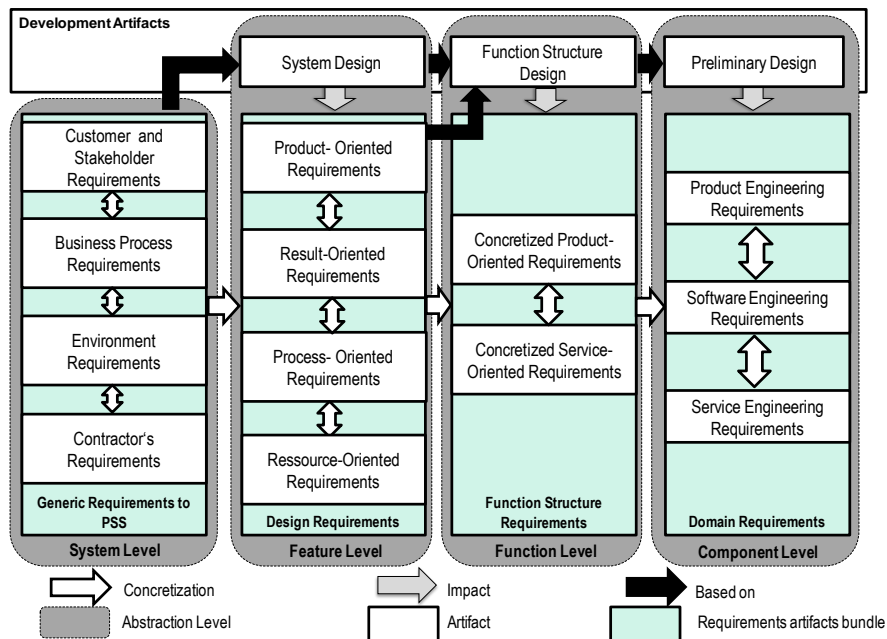 Development Artifacts
System Design
Function Structure
Design
Preliminary Design
Customer and
Stakeholder
Requirements
Business Process
Requirements
Environment
Requirements
Contractor‘s
Requirements
Generic Requirements to
PSS
System Level
Product- Oriented
Requirements
Result-Oriented
Requirements
Process- Oriented
Requirements
Ressource-Oriented
Requirements
Design Requirements
Feature Level
Concretized Product-
Oriented Requirements
Concretized Service-
Oriented Requirements
Function Structure
Requirements
Function Level
Product Engineering
Requirements
Software Engineering
Requirements
Service Engineering
Requirements
Domain Requirements
Component Level
Concretization
Impact
Based on
Abstraction Level
Artifact
Requirements artifacts bundle